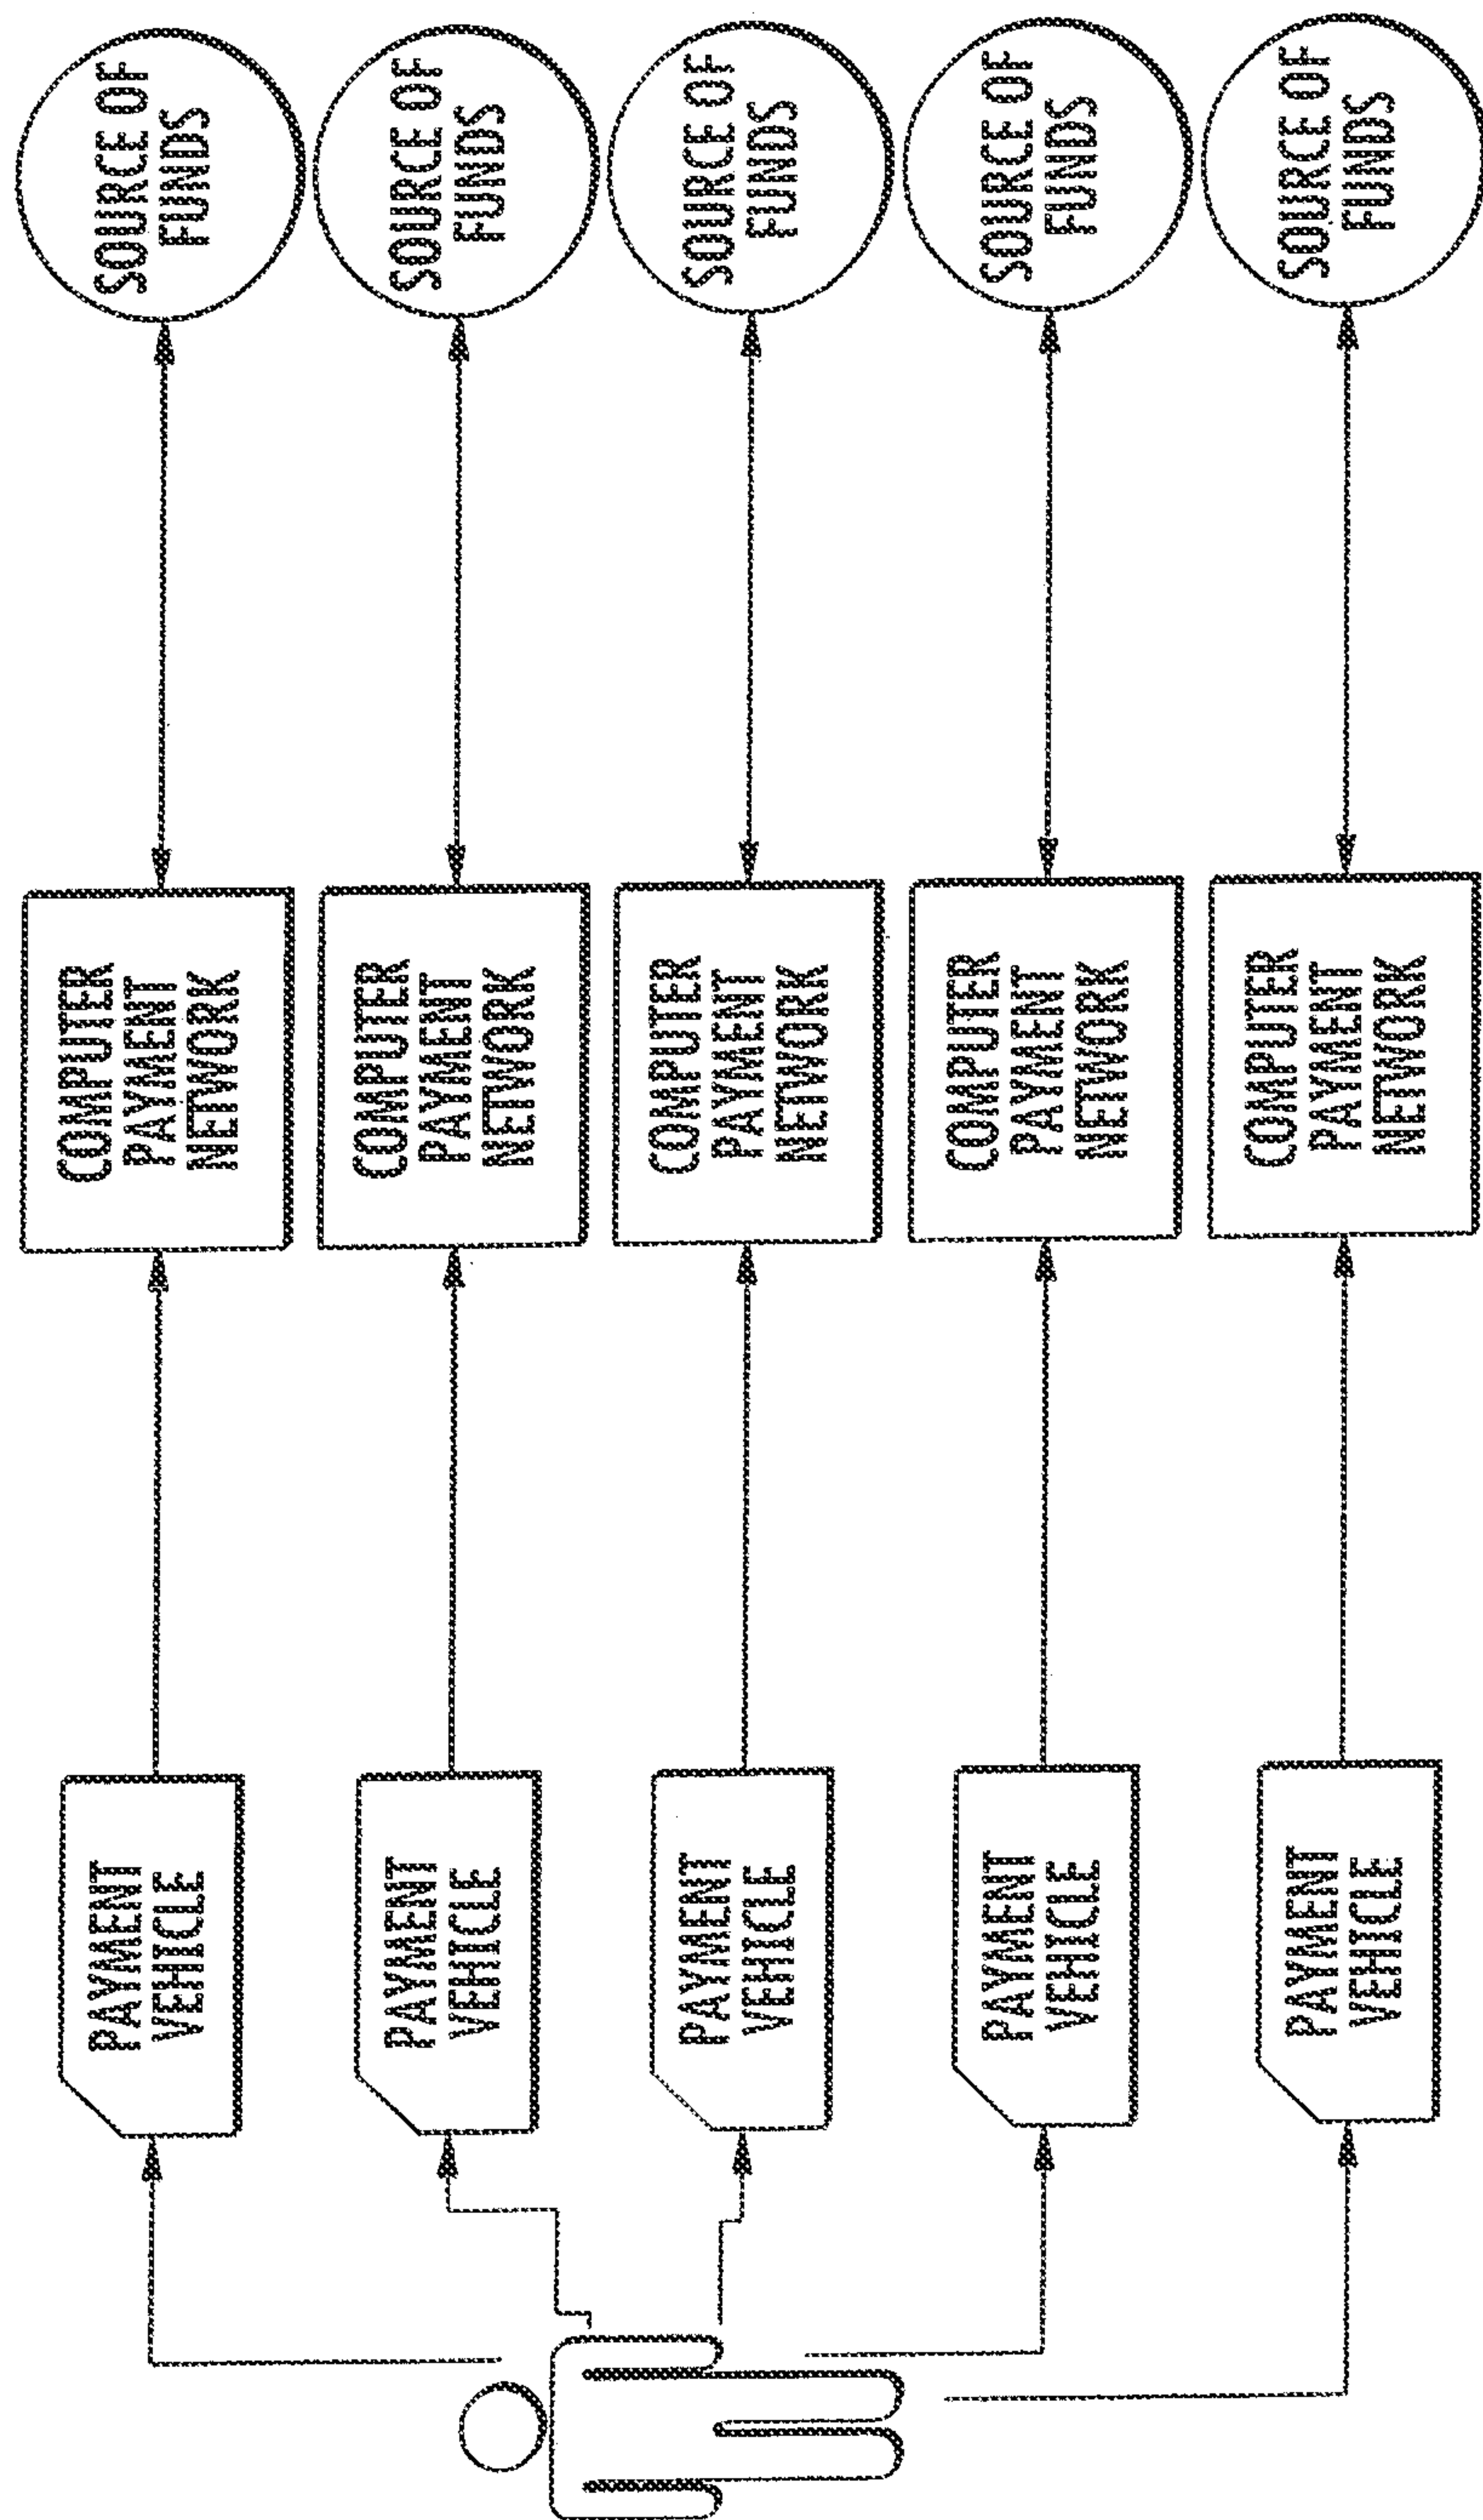 PAYMENT
VEHICLE
COMPUTER
PAYMENT
NETWORK
SOURCE OF
FUNDS
PAYMENT
VEHICLE
COMPUTER
PAYMENT
NETWORK
SOURCE OF
FUNDS
PAYMENT
VEHICLE
COMPUTER
PAYMENT
NETWORK
SOURCE OF
FUNDS
PAYMENT
VEHICLE
COMPUTER
PAYMENT
NETWORK
SOURCE OF
FUNDS
PAYMENT
VEHICLE
COMPUTER
PAYMENT
NETWORK
SOURCE OF
FUNDS